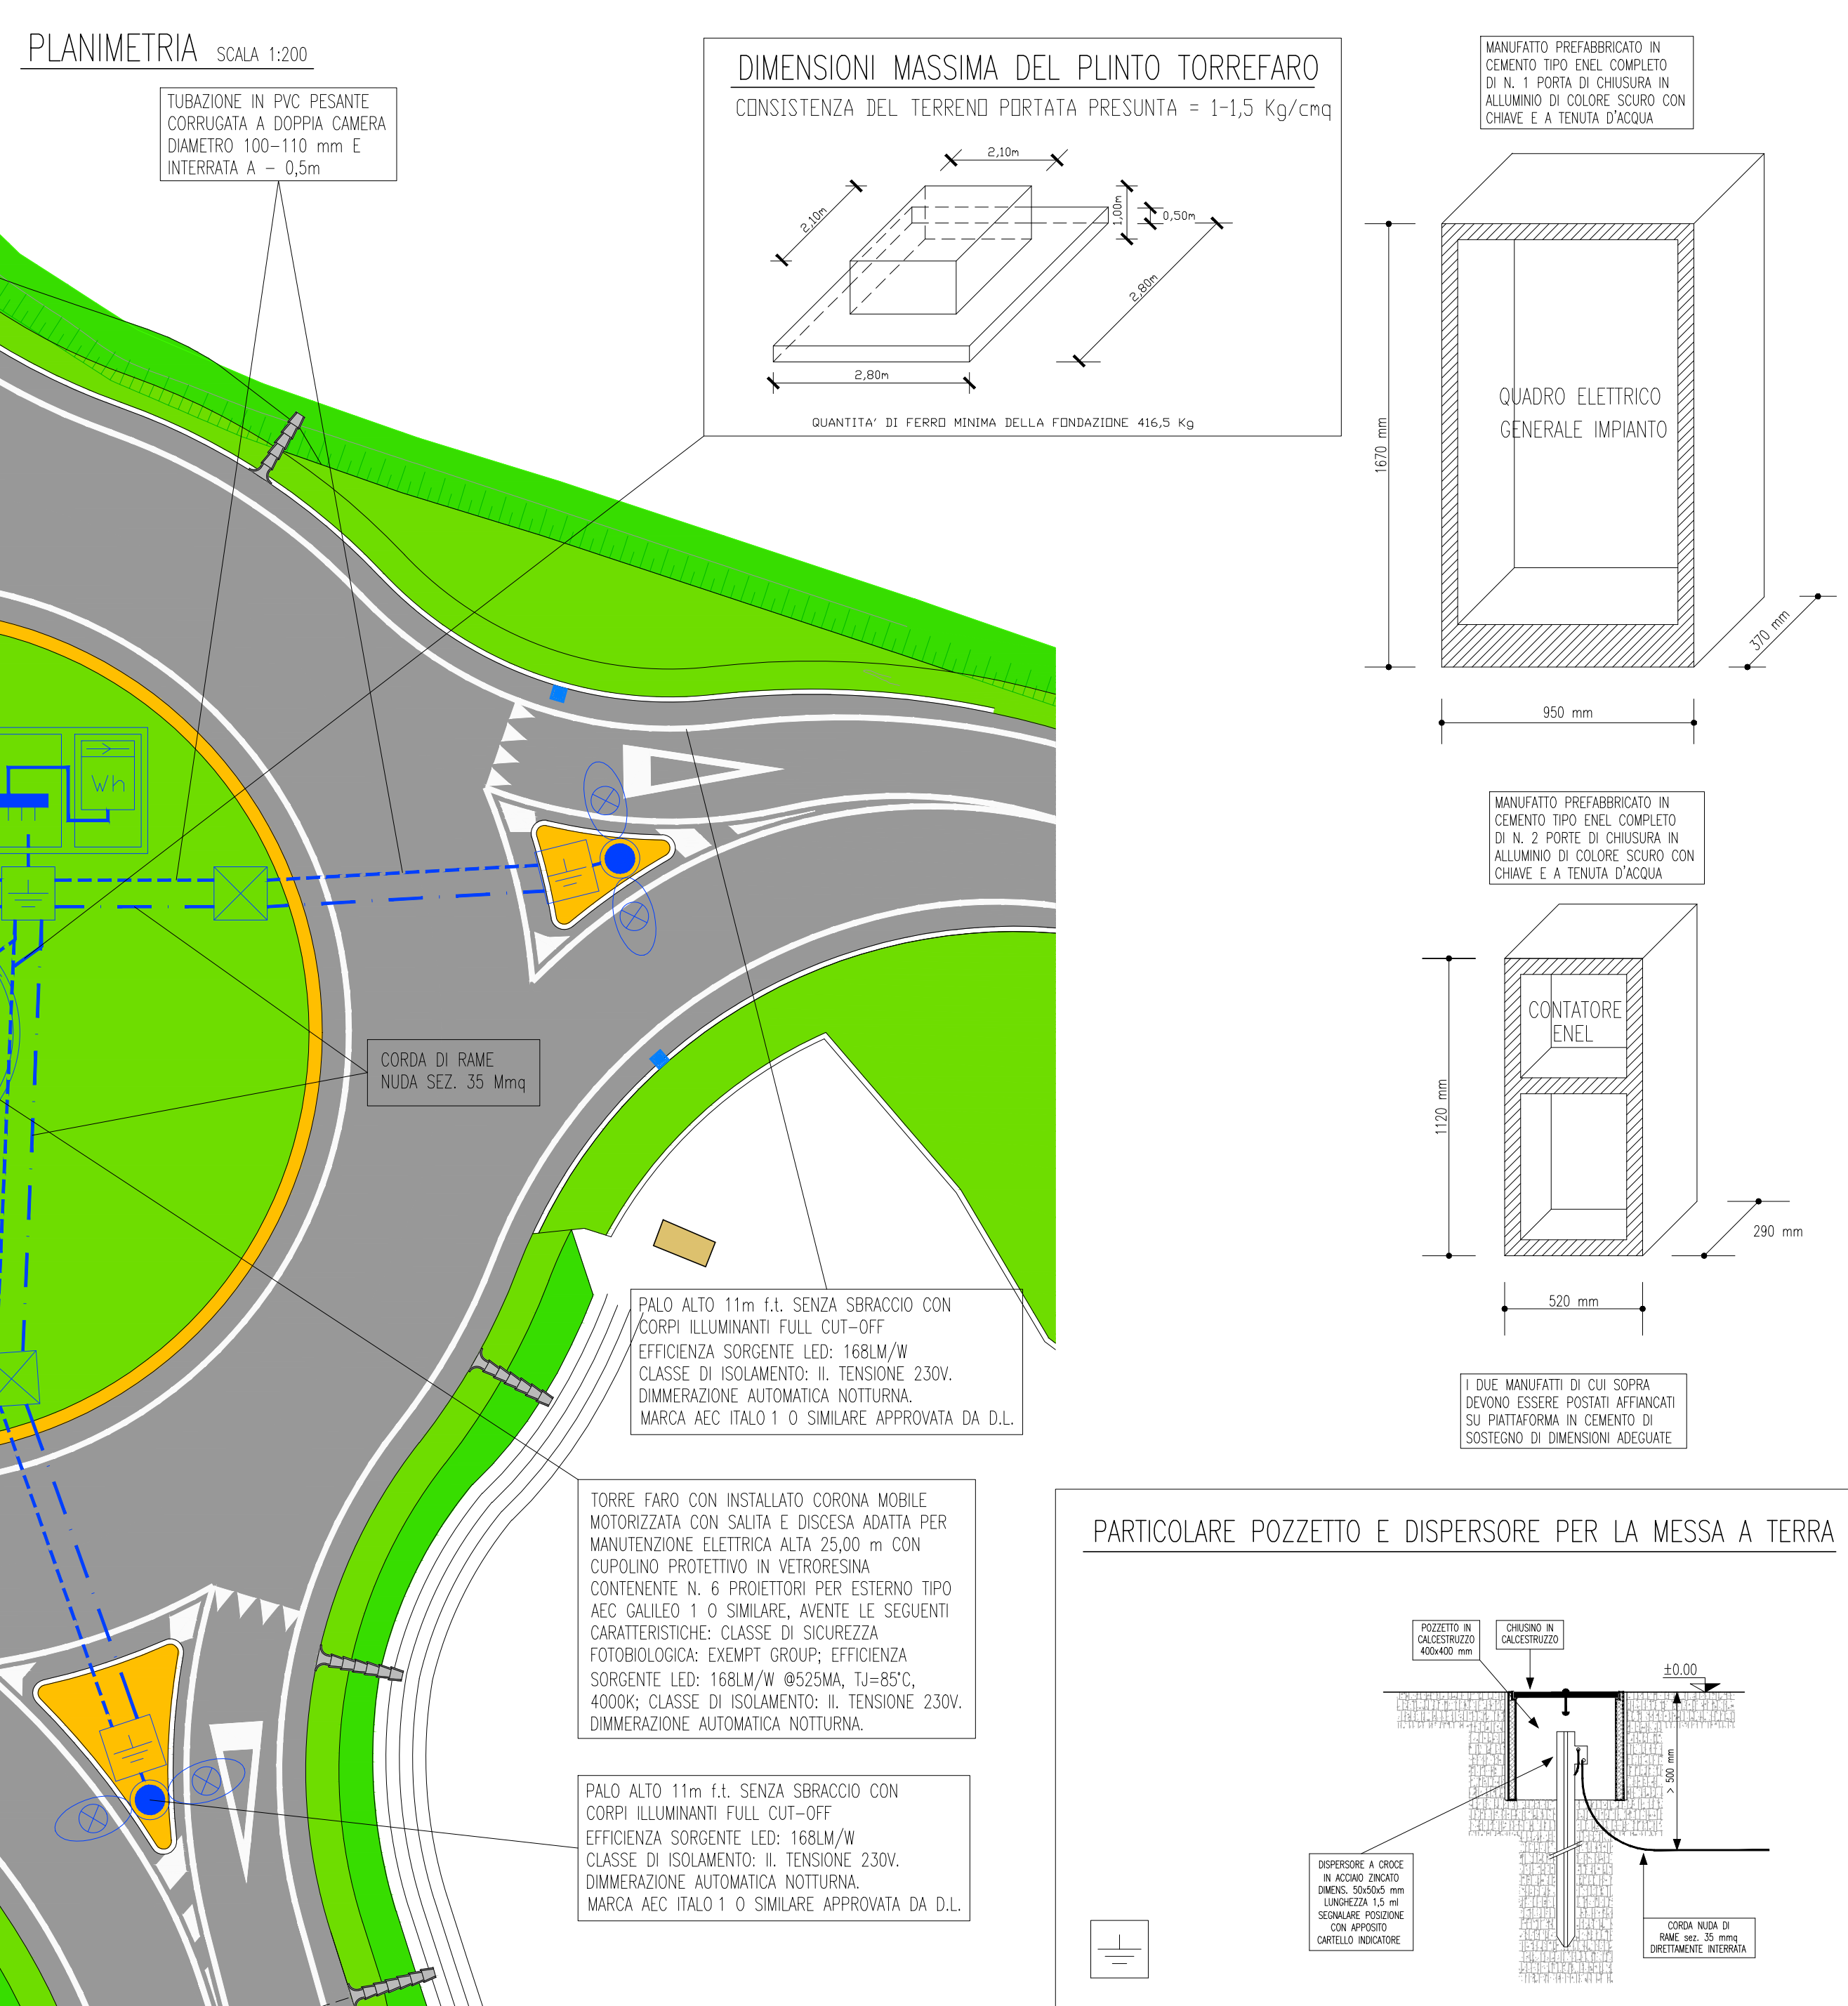 PLANIMETRIA SCALA 1:200
TUBAZIONE IN PVC PESANTE
CORRUGATA A DOPPIA CAMERA
DIAMETRO 100-110 mm E
INTERRATA A - 0,5m
DIMENSIONI MASSIMA DEL PLINTO TORREFARO
CONSISTENZA DEL TERRENO PORTATA PRESUNTA = 1-1,5 Kg/cmq
2,10m
2,10m
1,00m
0,50m
2,80m
2,80m
QUANTITA' DI FERRO MINIMA DELLA FONDAZIONE 416,5 Kg
MANUFATTO PREFABBRICATO IN
CEMENTO TIPO ENEL COMPLETO
DI N. 1 PORTA DI CHIUSURA IN
ALLUMINIO DI COLORE SCURO CON
CHIAVE E A TENUTA D'ACQUA
QUADRO ELETTRICO
GENERALE IMPIANTO
1670 mm
370 mm
950 mm
Wh
MANUFATTO PREFABBRICATO IN
CEMENTO TIPO ENEL COMPLETO
DI N. 2 PORTE DI CHIUSURA IN
ALLUMINIO DI COLORE SCURO CON
CHIAVE E A TENUTA D'ACQUA
CONTATORE
ENEL
1120 mm
290 mm
520 mm
CORDA DI RAME
NUDA SEZ. 35 Mmq
I DUE MANUFATTI DI CUI SOPRA
DEVONO ESSERE POSTATI AFFIANCATI
SU PIATTAFORMA IN CEMENTO DI
SOSTEGNO DI DIMENSIONI ADEGUATE
PALO ALTO 11m f.t. SENZA SBRACCIO CON
CORPI ILLUMINANTI FULL CUT-OFF
EFFICIENZA SORGENTE LED: 168LM/W
CLASSE DI ISOLAMENTO: II. TENSIONE 230V.
DIMMERAZIONE AUTOMATICA NOTTURNA.
MARCA AEC ITALO 1 O SIMILARE APPROVATA DA D.L.
TORRE FARO CON INSTALLATO CORONA MOBILE
MOTORIZZATA CON SALITA E DISCESA ADATTA PER
MANUTENZIONE ELETTRICA ALTA 25,00 m CON
CUPOLINO PROTETTIVO IN VETRORESINA
CONTENENTE N. 6 PROIETTORI PER ESTERNO TIPO
AEC GALILEO 1 O SIMILARE, AVENTE LE SEGUENTI
CARATTERISTICHE: CLASSE DI SICUREZZA
FOTOBIOLOGICA: EXEMPT GROUP; EFFICIENZA
SORGENTE LED: 168LM/W @525MA, TJ=85°C,
4000K; CLASSE DI ISOLAMENTO: II. TENSIONE 230V.
DIMMERAZIONE AUTOMATICA NOTTURNA.
PALO ALTO 11m f.t. SENZA SBRACCIO CON
CORPI ILLUMINANTI FULL CUT-OFF
EFFICIENZA SORGENTE LED: 168LM/W
CLASSE DI ISOLAMENTO: II. TENSIONE 230V.
DIMMERAZIONE AUTOMATICA NOTTURNA.
MARCA AEC ITALO 1 O SIMILARE APPROVATA DA D.L.
PARTICOLARE POZZETTO E DISPERSORE PER LA MESSA A TERRA
POZZETTO IN
CALCESTRUZZO
400x400 mm
CHIUSINO IN
CALCESTRUZZO
±0.00
> 500 mm
DISPERSORE A CROCE
IN ACCIAIO ZINCATO
DIMENS. 50x50x5 mm
LUNGHEZZA 1,5 ml
SEGNALARE POSIZIONE
CON APPOSITO
CARTELLO INDICATORE
CORDA NUDA DI
RAME sez. 35 mmq
DIRETTAMENTE INTERRATA